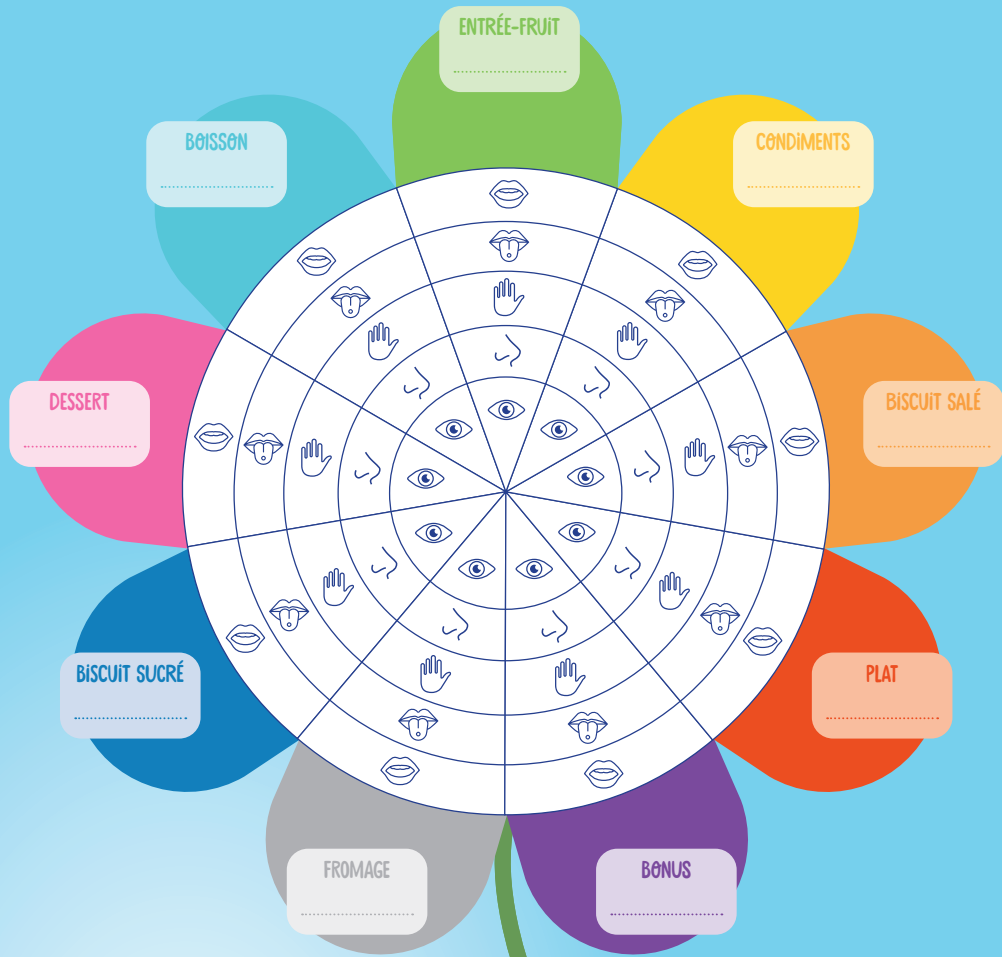 ENTRÉE-FRUiT
BOISSON
CONDiMENTS
DESSERT
BiSCUiT SALÉ
BiSCUiT SUCRÉ
PLAT
FROMAGE
BONUS